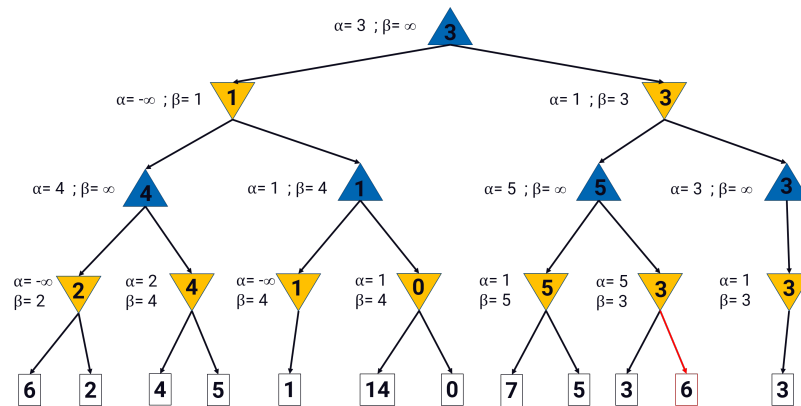 α= 3 ; β= ∞
3
α= -∞ ; β= 1
1
α= 1 ; β= 3
3
α= 4 ; β= ∞
4
α= 1 ; β= 4
1
α= 5 ; β= ∞
5
α= 3 ; β= ∞
3
α= -∞
β= 2
2
α= 2
β= 4
4
α= -∞
β= 4
1
α= 1
β= 4
0
α= 1
β= 5
5
α= 5
β= 3
3
α= 1
β= 3
3
6
2
4
5
1
14
0
7
5
3
6
3